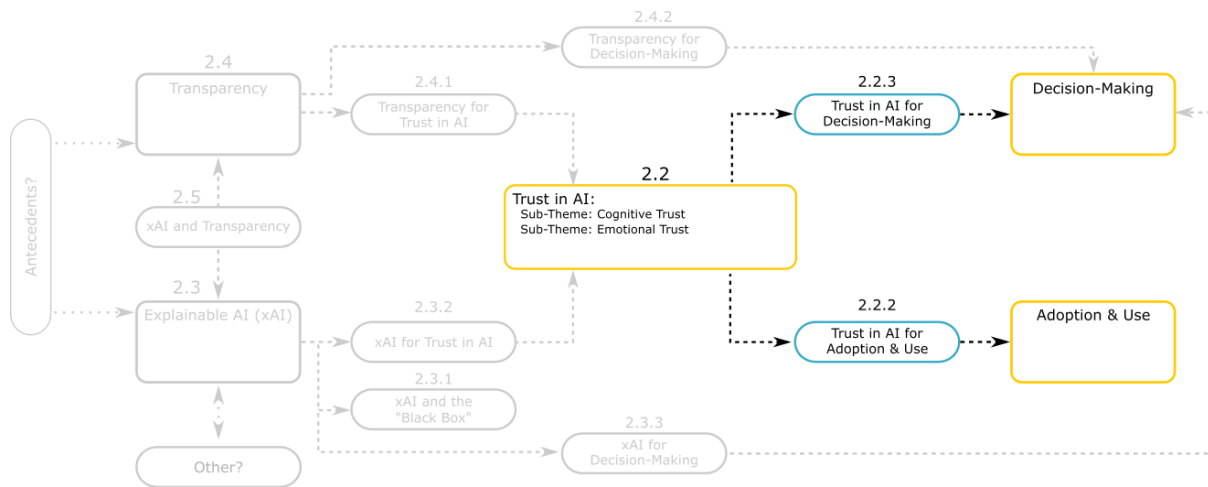 2.4.2
Transparency for
Decision-Making
2.4
Transparency
2.4.1
Transparency for
Trust in AI
2.2.3
Trust in AI for
Decision-Making
Decision-Making
Antecedents?
2.5
xAI and Transparency
2.2
Trust in AI:
Sub-Theme: Cognitive Trust
Sub-Theme: Emotional Trust
2.3
Explainable AI (xAI)
2.3.2
xAI for Trust in AI
2.2.2
Trust in AI for
Adoption & Use
Adoption & Use
2.3.1
xAI and the
"Black Box"
2.3.3
xAI for
Decision-Making
Other?